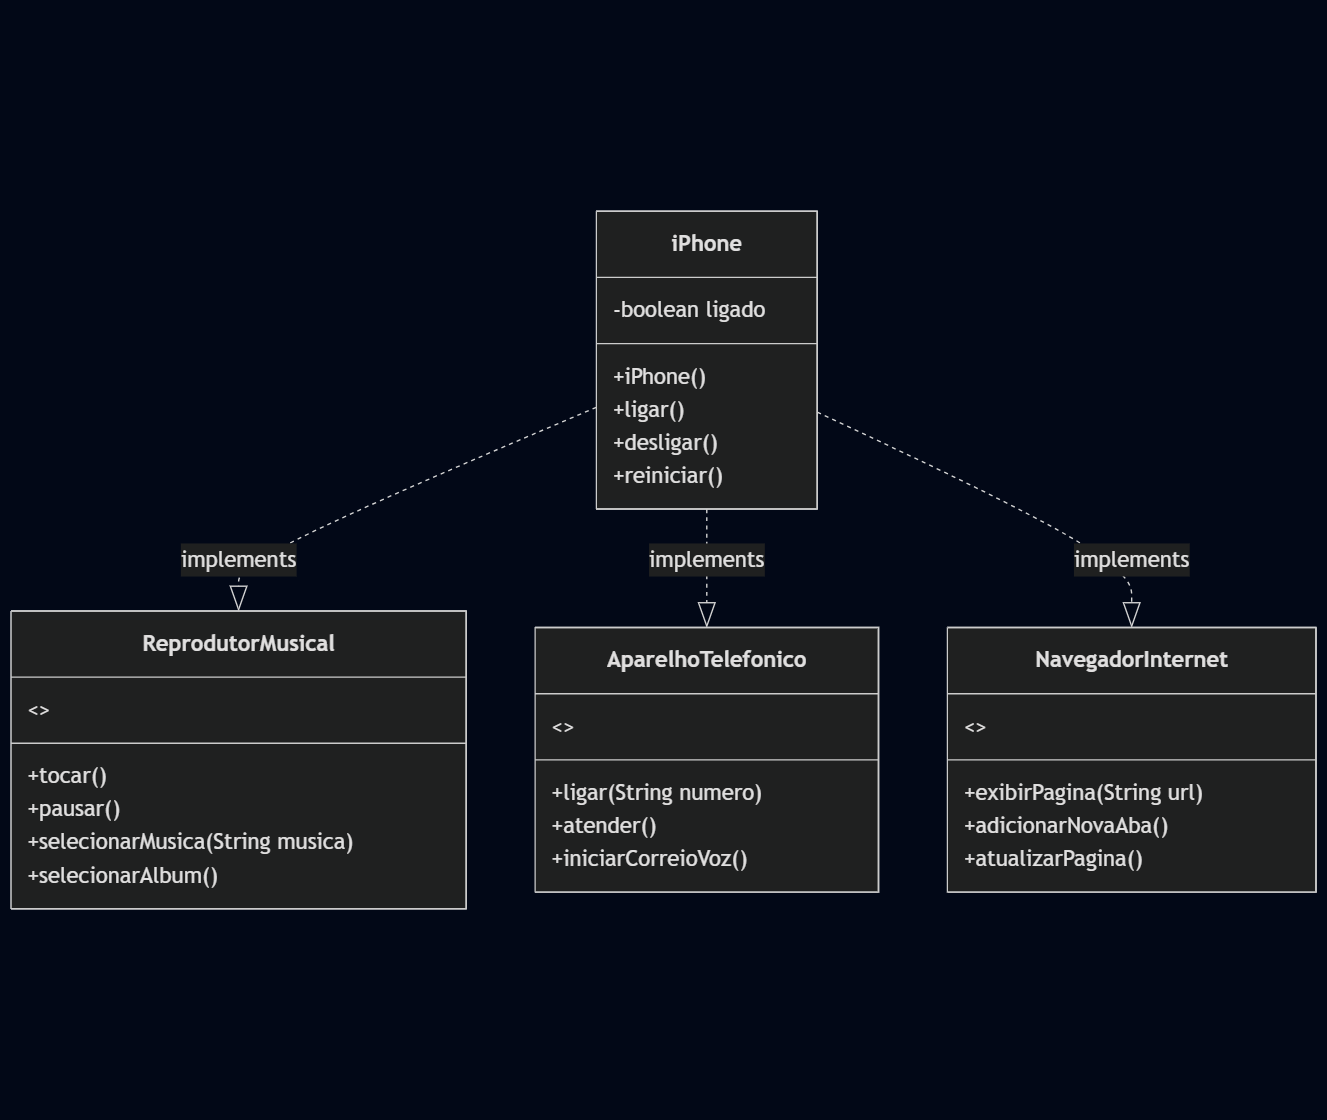 iPhone
-boolean ligado
+iPhone()
+ligar()
+desligar()
+reiniciar()
implements
implements
implements
ReprodutorMusical
<>
+tocar()
+pausar()
+selecionarMusica(String musica)
+selecionarAlbum()
AparelhoTelefonico
<>
+ligar(String numero)
+atender()
+iniciarCorreioVoz()
NavegadorInternet
<>
+exibirPagina(String url)
+adicionarNovaAba()
+atualizarPagina()